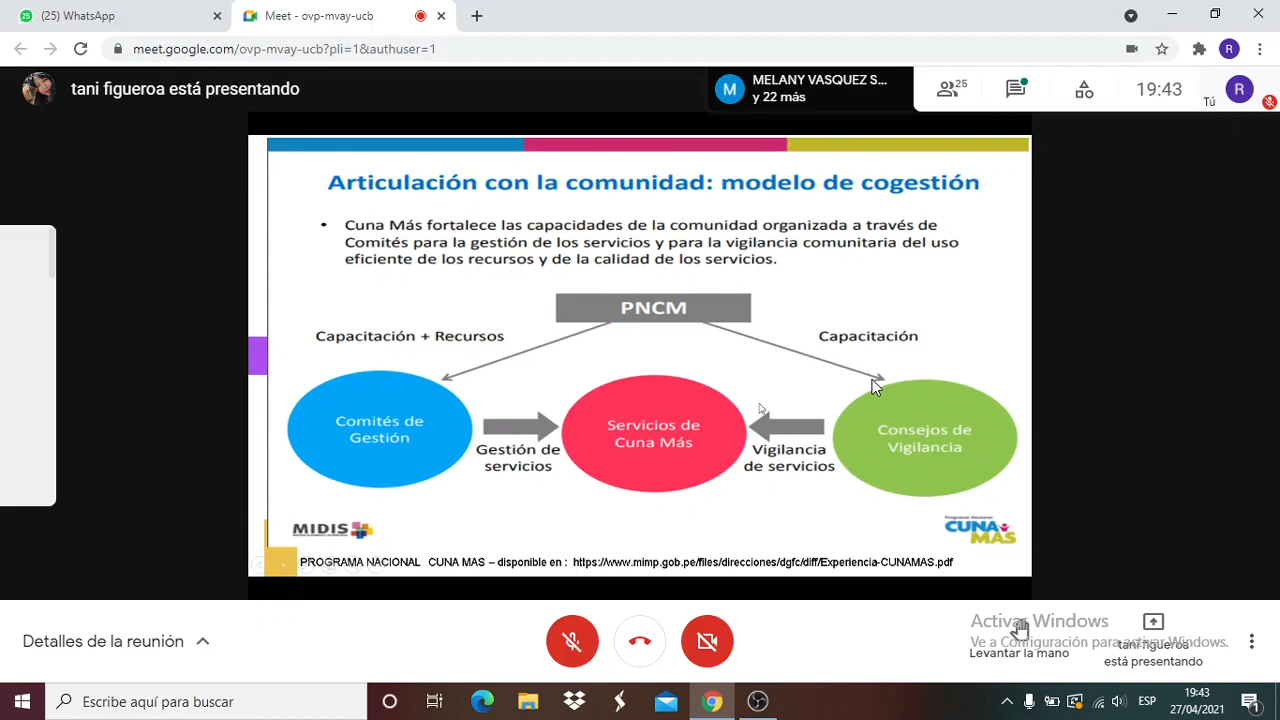 (25) WhatsApp
Meet - ovp-mvay-ucb
meet.google.com/ovp-mvay-ucb?pli=1&authuser=1
R
tani figueroa está presentando
M
MELANY VASQUEZ S...
y 22 más
25
19:43
Tú
R
Articulación con la comunidad: modelo de cogestión
• Cuna Más fortalece las capacidades de la comunidad organizada a través de
Comités para la gestión de los servicios y para la vigilancia comunitaria del uso
eficiente de los recursos y de la calidad de los servicios.
PNCM
Capacitación + Recursos
Capacitación
Comités de
Gestión
Gestión de
servicios
Servicios de
Cuna Más
Vigilancia
de servicios
Consejos de
Vigilancia
MIDIS
CUNA
MAS
PROGRAMA NACIONAL CUNA MAS – disponible en : https://www.mimp.gob.pe/files/direcciones/dgfc/diff/Experiencia-CUNAMAS.pdf
Detalles de la reunión
Activar Windows
Ve a Configuración para activar Windows.
Levantar la mano
tani figueroa
está presentando
Escribe aquí para buscar
ESP
19:43
27/04/2021
1